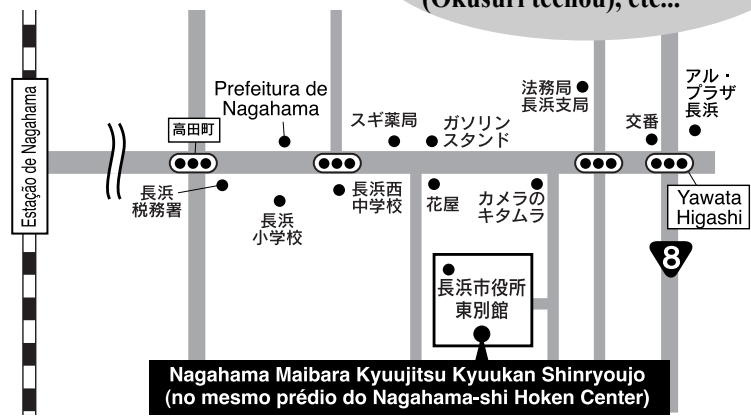 (Okusuri techou), etc...
Estação de Nagahama
高田町
Prefeitura de
Nagahama
スギ薬局
ガソリン
スタンド
法務局
長浜支局
交番
アル・
プラザ
長浜
長浜
税務署
長浜
小学校
長浜西
中学校
花屋
カメラの
キタムラ
Yawata
Higashi
8
長浜市役所
東別館
Nagahama Maibara Kyuujitsu Kyuukan Shinryoujo
(no mesmo prédio do Nagahama-shi Hoken Center)